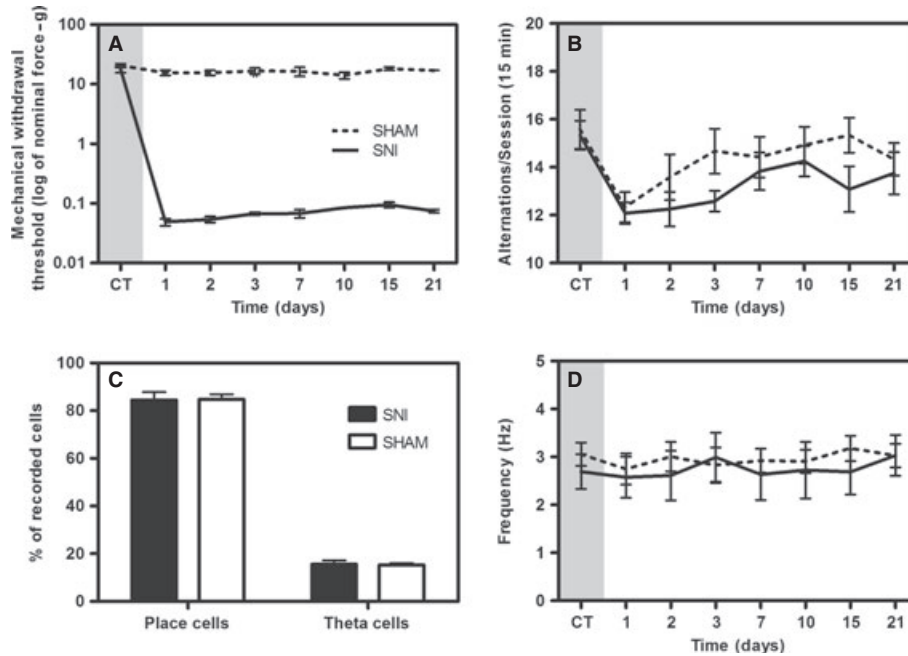 A
Mechanical withdrawal
threshold (log of nominal force-g)
100
10
1
0.1
0.01
SHAM
SNI
CT 1 2 3 7 10 15 21
Time (days)
B
Alternations/Session (15 min)
20
18
16
14
12
10
CT 1 2 3 7 10 15 21
Time (days)
C
% of recorded cells
100
80
60
40
20
0
SNI
SHAM
Place cells Theta cells
D
Frequency (Hz)
5
4
3
2
1
0
CT 1 2 3 7 10 15 21
Time (days)